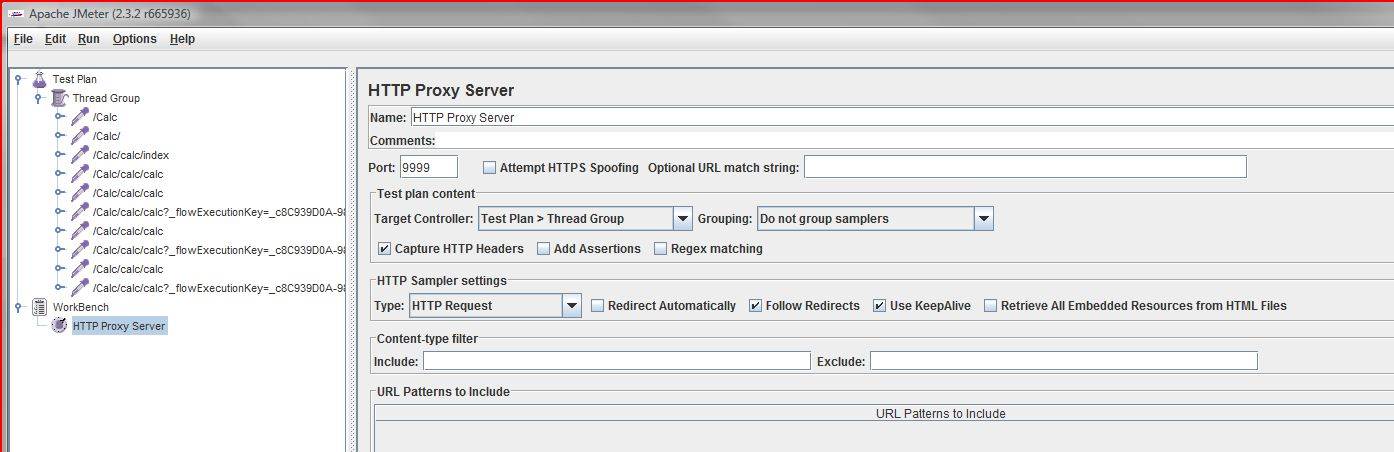 Apache JMeter (2.3.2 r665936)
File Edit Run Options Help
Test Plan
Thread Group
/Calc
/Calc/
/Calc/calc/index
/Calc/calc/calc
/Calc/calc/calc
/Calc/calc/calc?_flowExecutionKey=_c8C939D0A-98
/Calc/calc/calc
/Calc/calc/calc?_flowExecutionKey=_c8C939D0A-98
/Calc/calc/calc
/Calc/calc/calc?_flowExecutionKey=_c8C939D0A-98
WorkBench
HTTP Proxy Server
HTTP Proxy Server
Name: HTTP Proxy Server
Comments:
Port: 9999 Attempt HTTPS Spoofing Optional URL match string:
Test plan content
Target Controller: Test Plan > Thread Group Grouping: Do not group samplers
Capture HTTP Headers Add Assertions Regex matching
HTTP Sampler settings
Type: HTTP Request Redirect Automatically Follow Redirects Use KeepAlive Retrieve All Embedded Resources from HTML Files
Content-type filter
Include: Exclude:
URL Patterns to Include
URL Patterns to Include